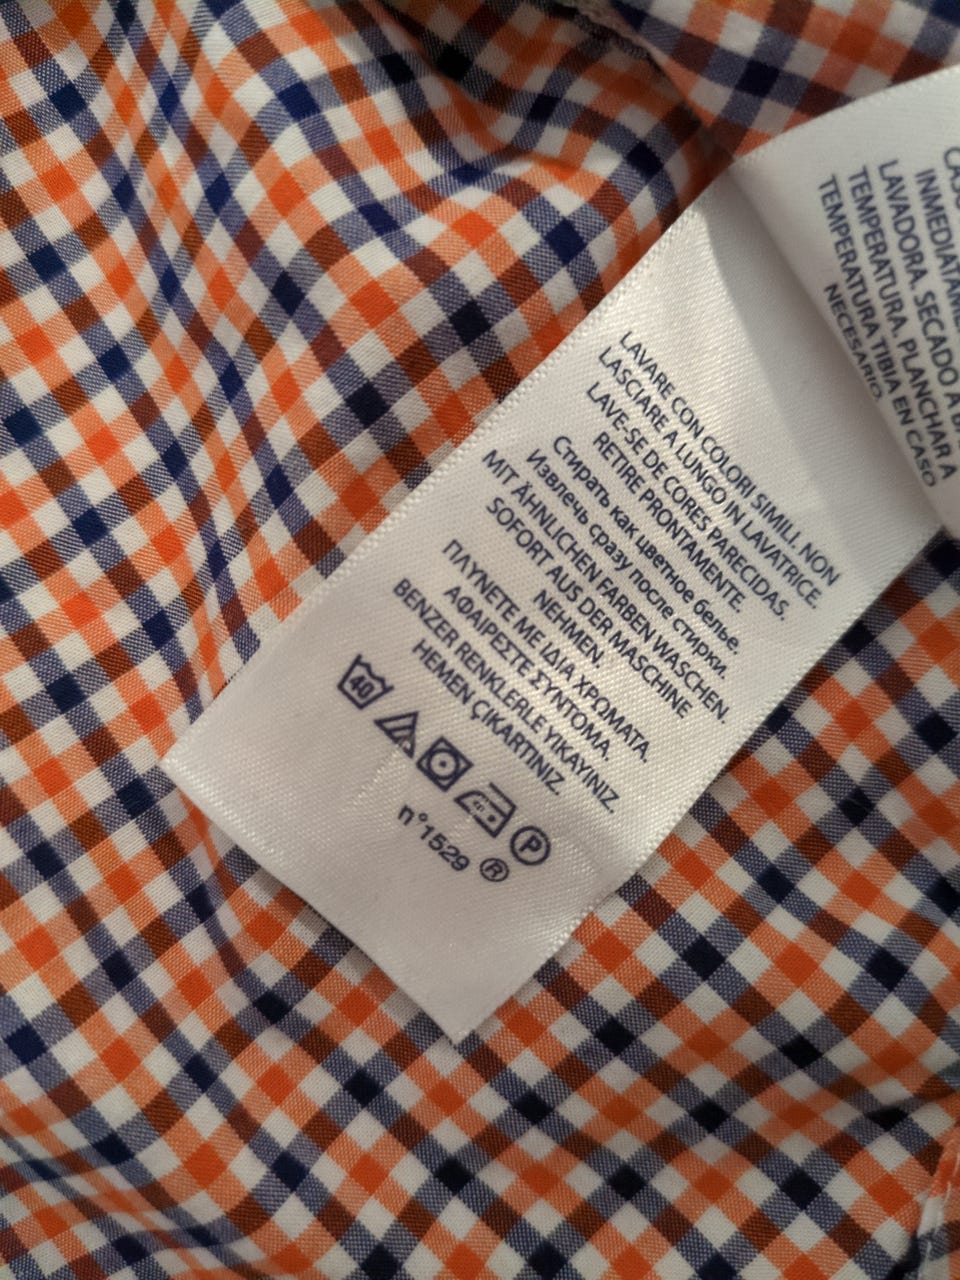 LAVARE CON COLORI SIMILI. NON
LASCIARE A LUNGO IN LAVATRICE.
LAVE-SE DE CORES PARECIDAS.
RETIRE PRONTAMENTE.
Стирать как цветное белье.
Извлечь сразу после стирки.
MIT ÄHNLICHEN FARBEN WASCHEN.
SOFORT AUS DER MASCHINE
NEHMEN.
ΠΛΥΝΕΤΕ ΜΕ ΙΔΙΑ ΧΡΩΜΑΤΑ.
ΑΦΑΙΡΕΣΤΕ ΣΥΝΤΟΜΑ.
BENZER RENKLERLE YIKAYINIZ.
HEMEN ÇIKARTINIZ.
40
P
n°1529 ®
INMEDIATAM
LAVADORA. SECADO A
TEMPERATURA. PLANCHAR A
TEMPERATURA TIBIA EN CASO
NECESARIO.